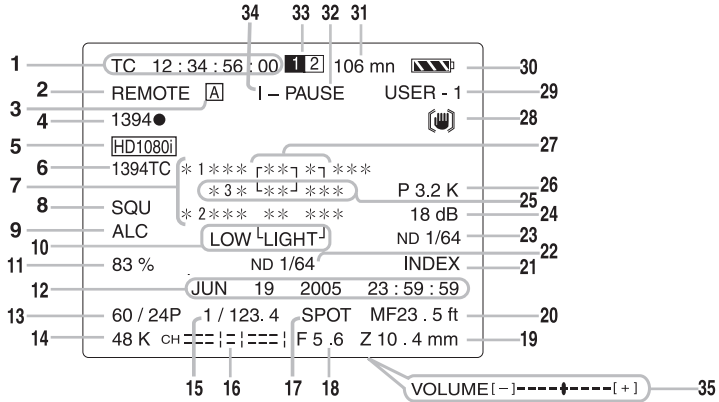 34 33 32 31
1 TC 12 : 34 : 56 : 00 1 2 106 mn 30
2 REMOTE A I – PAUSE USER - 1 29
3
4 1394● 28
5 HD1080i 27
6 1394TC *1*** ┌**┐*┐***
7 *3* └**┘ *** P 3.2 K 26
25
8 SQU *2*** ** *** 18 dB 24
9 ALC ND 1/64 23
10 LOW └LIGHT┘ 22
11 83 % ND 1/64 INDEX 21
12 JUN 19 2005 23 : 59 : 59
13 60 / 24P 1 / 123. 4 SPOT MF23 . 5 ft 20
14 48 K CH F 5 .6 Z 10 . 4 mm 19
15 16 17 18 VOLUME[−]----♦----[+] 35